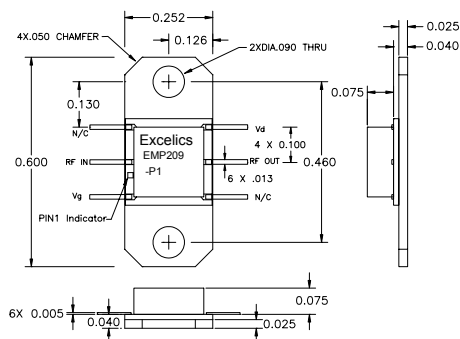 0.252
4X.050 CHAMFER
0.126
2XDIA.090 THRU
0.025
0.040
0.075
0.130
N/C
Excelics
EMP209
-P1
Vd
4 X 0.100
0.600
RF IN
RF OUT
0.460
6 X .013
Vg
N/C
PIN1 Indicator
6X 0.005
0.040
0.075
0.025